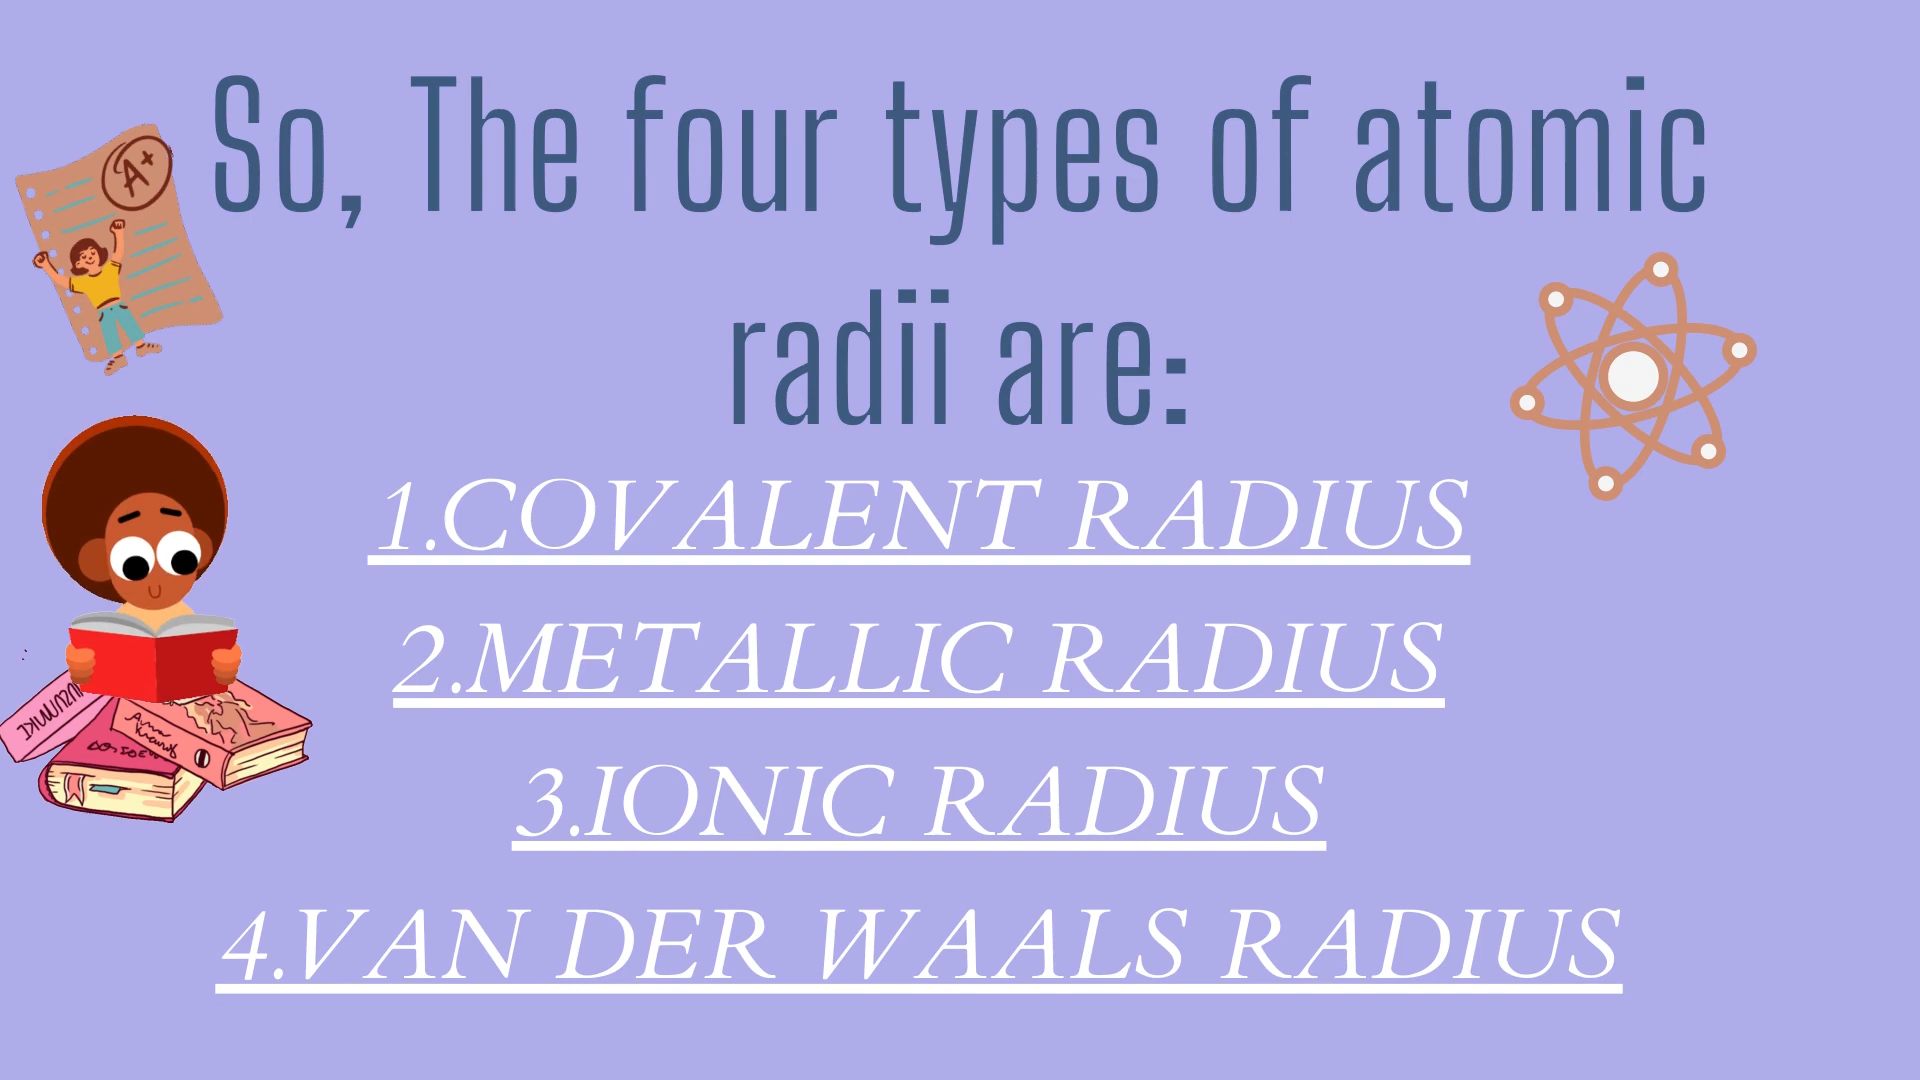 So, The four types of atomic
radii are:
A+
1.COVALENT RADIUS
2.METALLIC RADIUS
3.IONIC RADIUS
4.VAN DER WAALS RADIUS